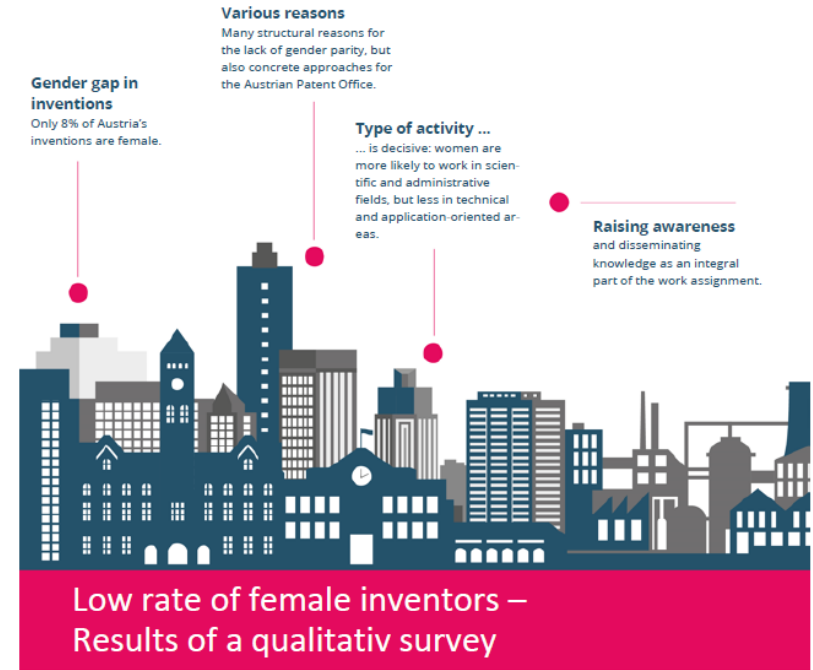 Various reasons
Many structural reasons for
the lack of gender parity, but
also concrete approaches for
the Austrian Patent Office.
Gender gap in
inventions
Only 8% of Austria's
inventions are female.
Type of activity ...
... is decisive: women are
more likely to work in scien-
tific and administrative
fields, but less in technical
and application-oriented ar-
eas.
Raising awareness
and disseminating
knowledge as an integral
part of the work assignment.
Low rate of female inventors –
Results of a qualitativ survey